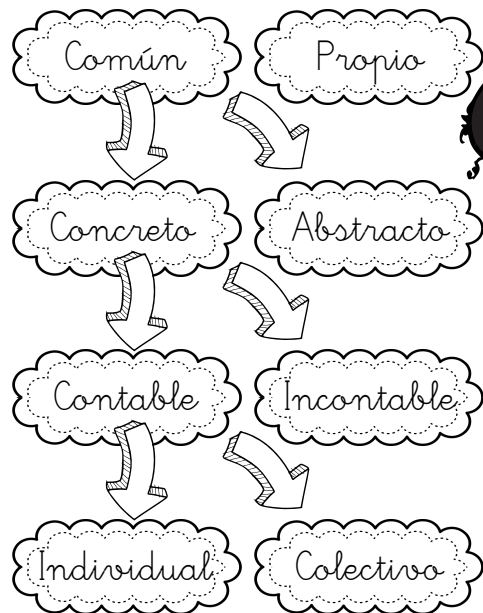 Común Propio
Concreto Abstracto
Contable Incontable
Individual Colectivo